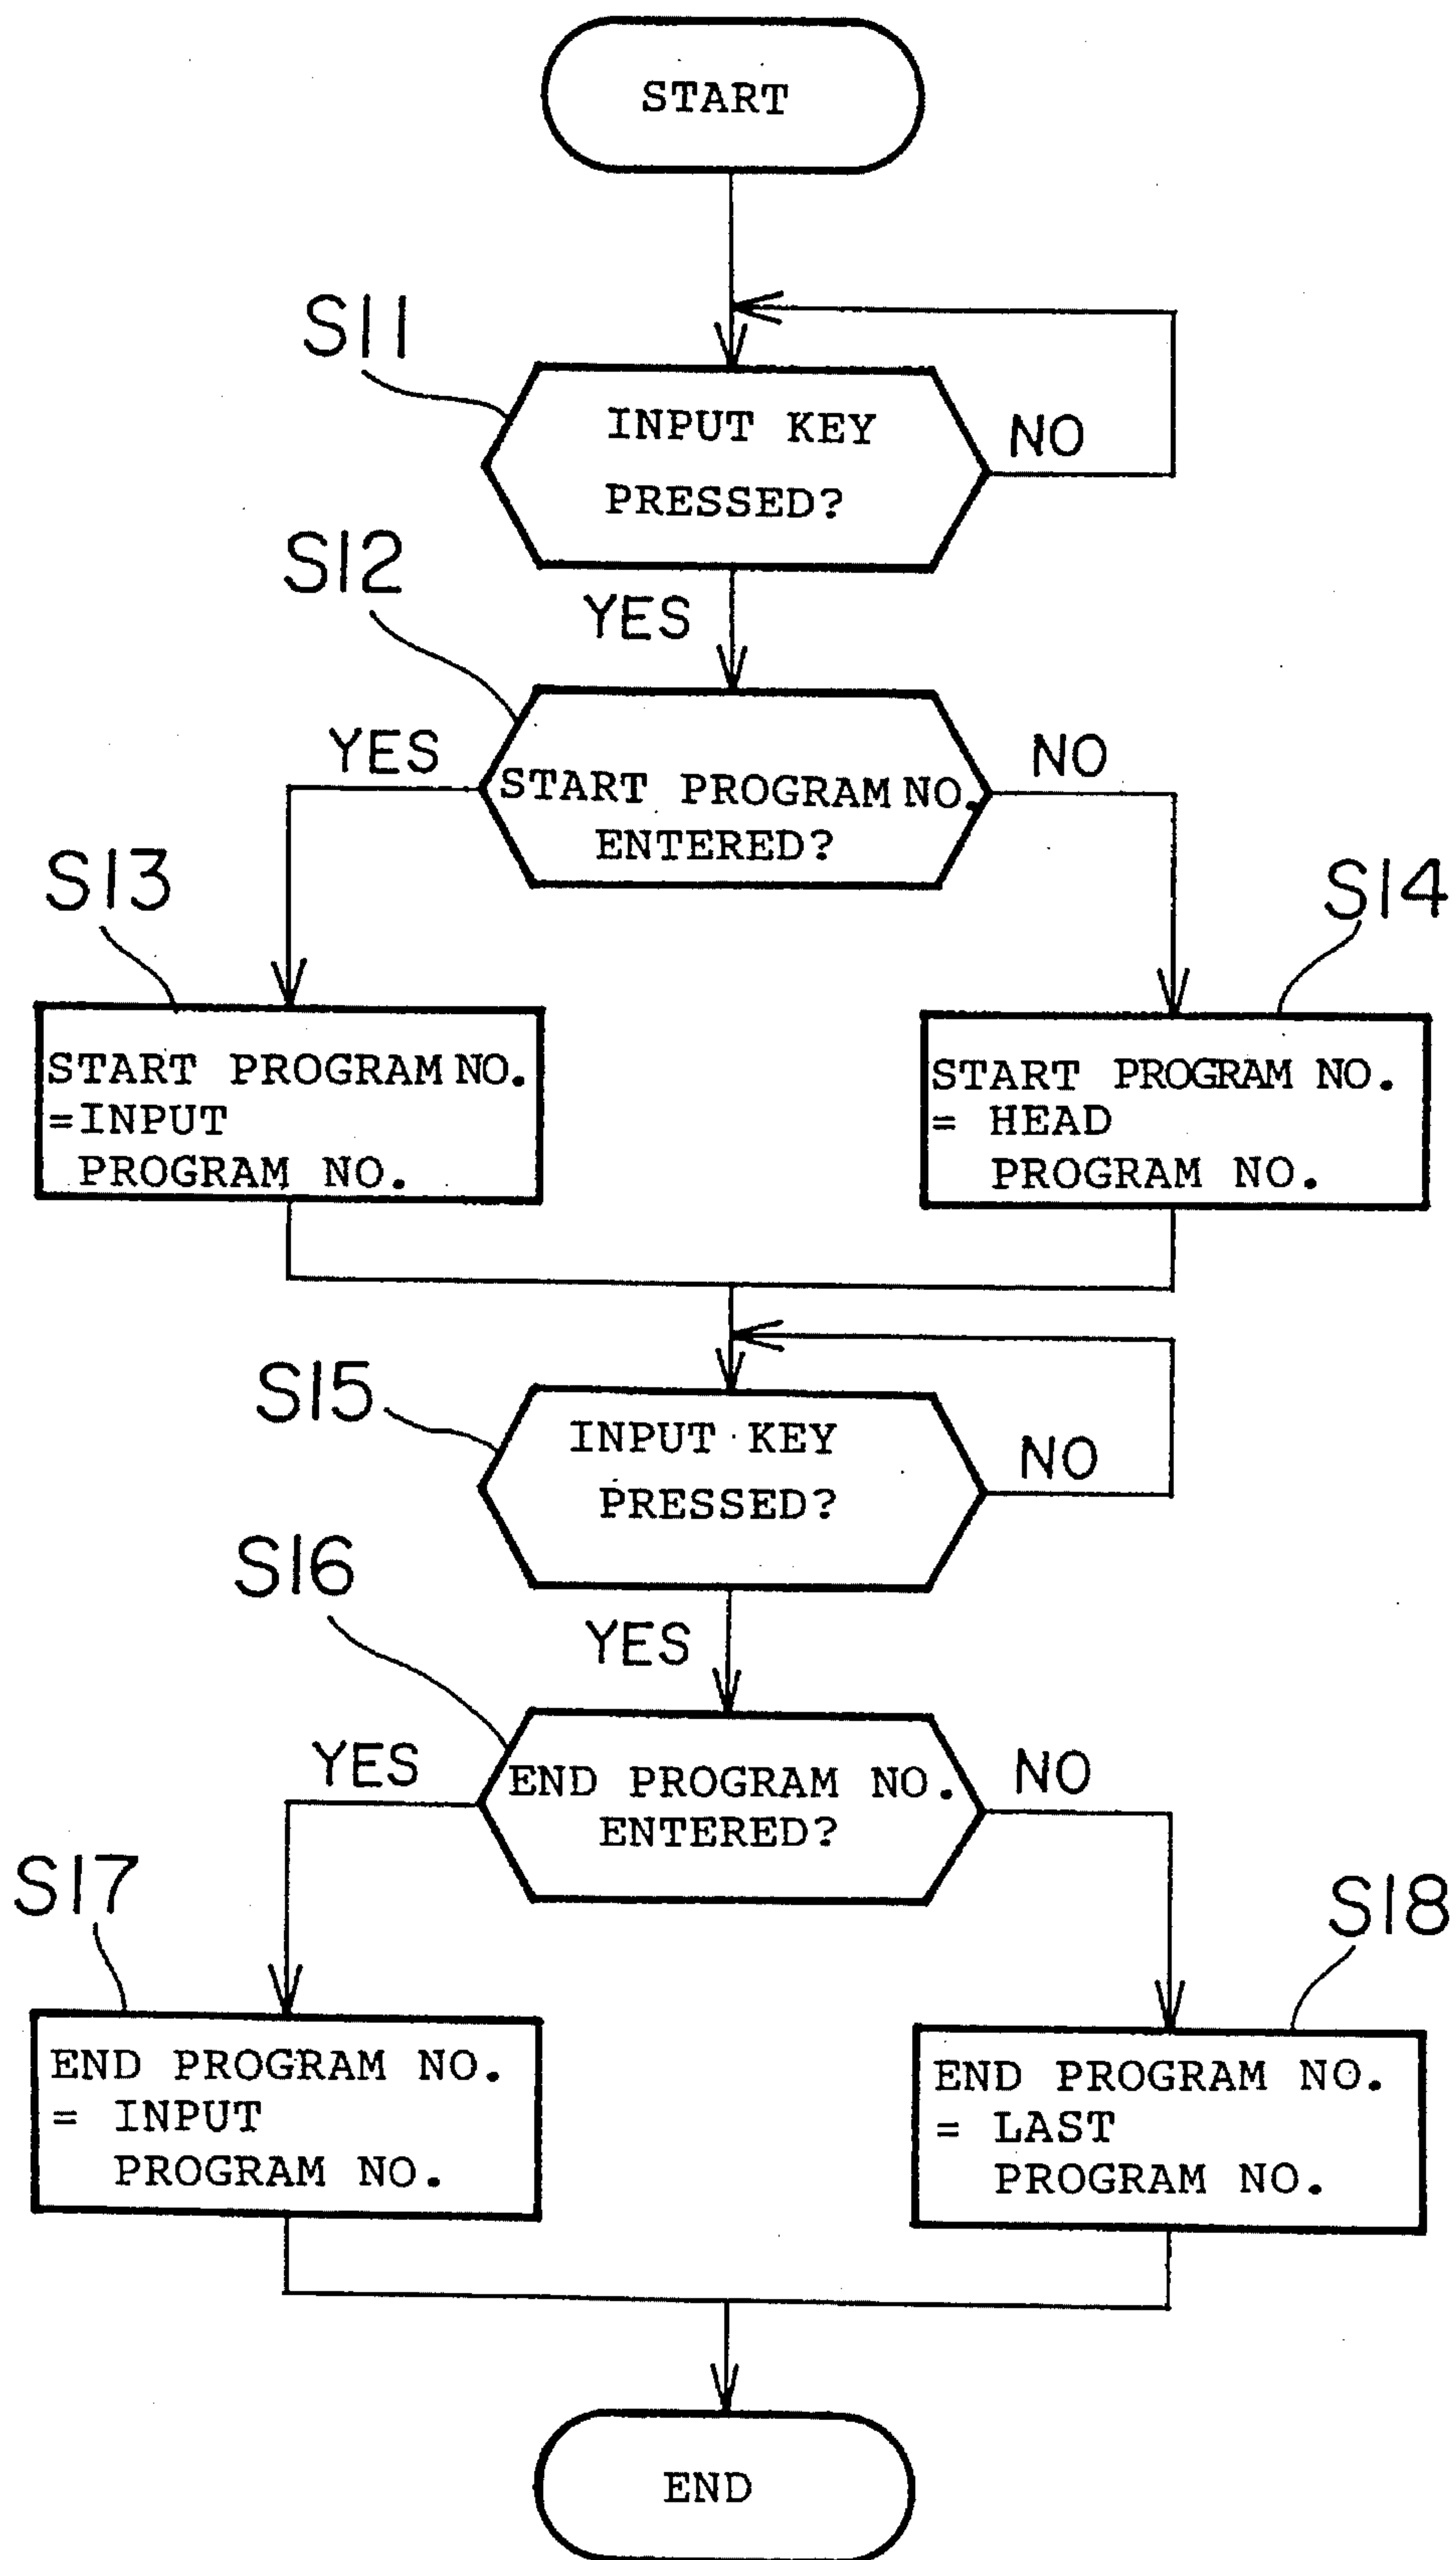 START
S11
INPUT KEY
PRESSED?
NO
YES
S12
START PROGRAM NO.
ENTERED?
YES
NO
S13
START PROGRAM NO.
=INPUT
PROGRAM NO.
S14
START PROGRAM NO.
= HEAD
PROGRAM NO.
S15
INPUT KEY
PRESSED?
NO
YES
S16
END PROGRAM NO.
ENTERED?
YES
NO
S17
END PROGRAM NO.
= INPUT
PROGRAM NO.
S18
END PROGRAM NO.
= LAST
PROGRAM NO.
END